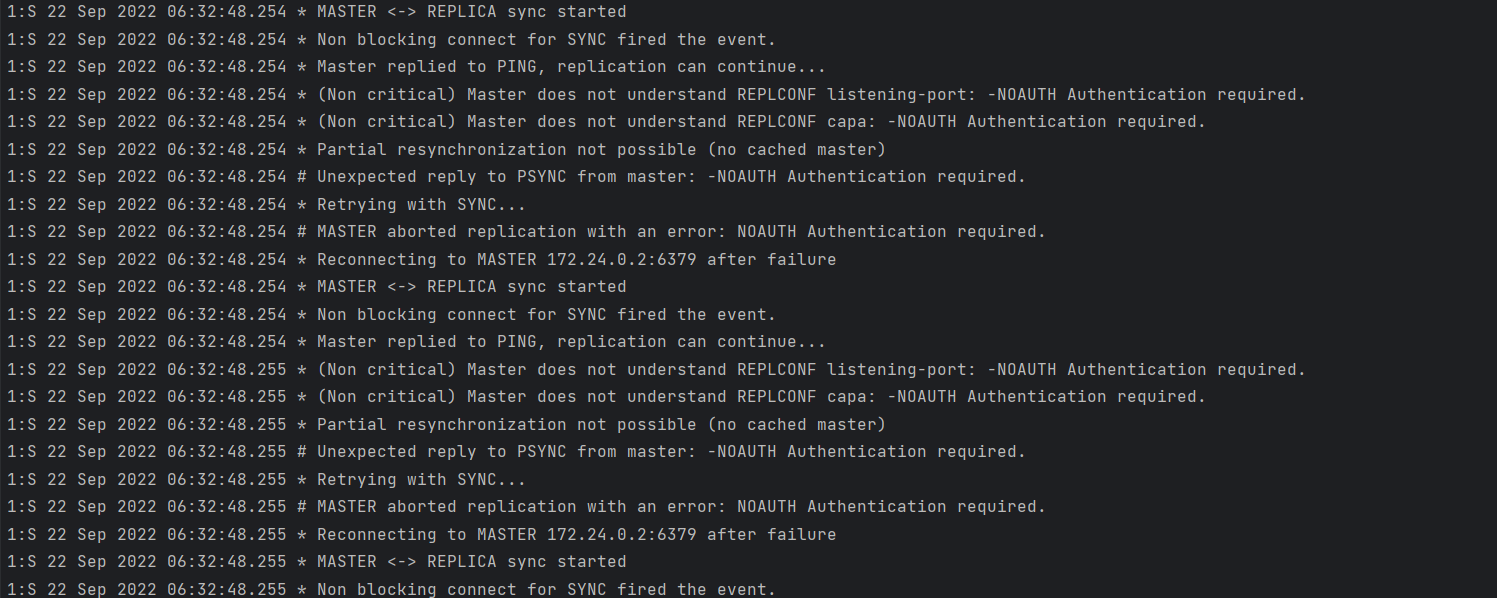 1:S 22 Sep 2022 06:32:48.254 * MASTER <-> REPLICA sync started
1:S 22 Sep 2022 06:32:48.254 * Non blocking connect for SYNC fired the event.
1:S 22 Sep 2022 06:32:48.254 * Master replied to PING, replication can continue...
1:S 22 Sep 2022 06:32:48.254 * (Non critical) Master does not understand REPLCONF listening-port: -NOAUTH Authentication required.
1:S 22 Sep 2022 06:32:48.254 * (Non critical) Master does not understand REPLCONF capa: -NOAUTH Authentication required.
1:S 22 Sep 2022 06:32:48.254 * Partial resynchronization not possible (no cached master)
1:S 22 Sep 2022 06:32:48.254 # Unexpected reply to PSYNC from master: -NOAUTH Authentication required.
1:S 22 Sep 2022 06:32:48.254 * Retrying with SYNC...
1:S 22 Sep 2022 06:32:48.254 # MASTER aborted replication with an error: NOAUTH Authentication required.
1:S 22 Sep 2022 06:32:48.254 * Reconnecting to MASTER 172.24.0.2:6379 after failure
1:S 22 Sep 2022 06:32:48.254 * MASTER <-> REPLICA sync started
1:S 22 Sep 2022 06:32:48.254 * Non blocking connect for SYNC fired the event.
1:S 22 Sep 2022 06:32:48.254 * Master replied to PING, replication can continue...
1:S 22 Sep 2022 06:32:48.255 * (Non critical) Master does not understand REPLCONF listening-port: -NOAUTH Authentication required.
1:S 22 Sep 2022 06:32:48.255 * (Non critical) Master does not understand REPLCONF capa: -NOAUTH Authentication required.
1:S 22 Sep 2022 06:32:48.255 * Partial resynchronization not possible (no cached master)
1:S 22 Sep 2022 06:32:48.255 # Unexpected reply to PSYNC from master: -NOAUTH Authentication required.
1:S 22 Sep 2022 06:32:48.255 * Retrying with SYNC...
1:S 22 Sep 2022 06:32:48.255 # MASTER aborted replication with an error: NOAUTH Authentication required.
1:S 22 Sep 2022 06:32:48.255 * Reconnecting to MASTER 172.24.0.2:6379 after failure
1:S 22 Sep 2022 06:32:48.255 * MASTER <-> REPLICA sync started
1:S 22 Sep 2022 06:32:48.255 * Non blocking connect for SYNC fired the event.